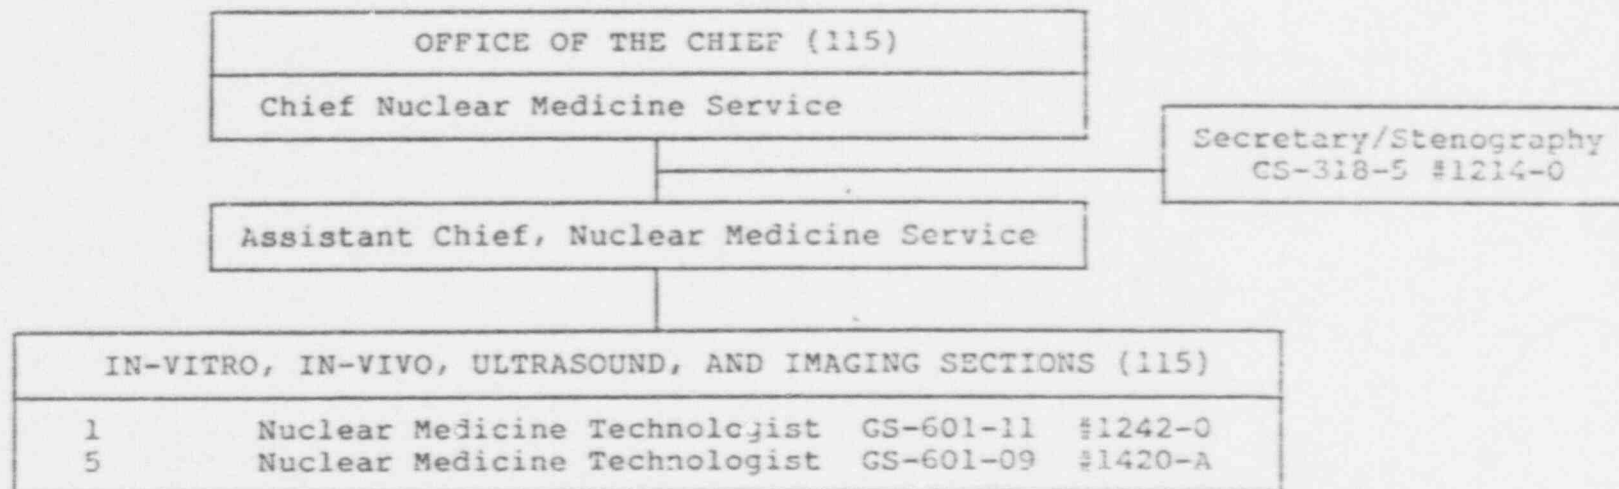 OFFICE OF THE CHIEF (115)
Chief Nuclear Medicine Service
Secretary/Stenography
GS-318-5 #1214-0
Assistant Chief, Nuclear Medicine Service
IN-VITRO, IN-VIVO, ULTRASOUND, AND IMAGING SECTIONS (115)
1 Nuclear Medicine Technologist GS-601-11 #1242-0
5 Nuclear Medicine Technologist GS-601-09 #1420-A